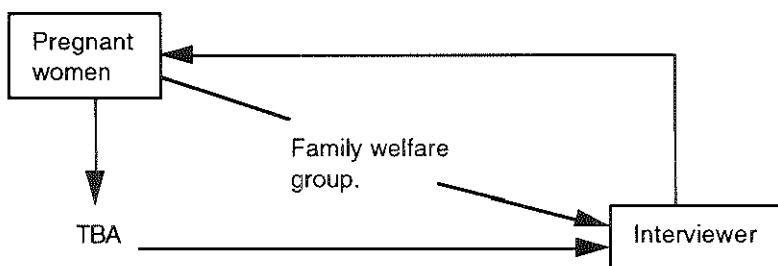 Pregnant
women
Family welfare
group.
TBA
Interviewer